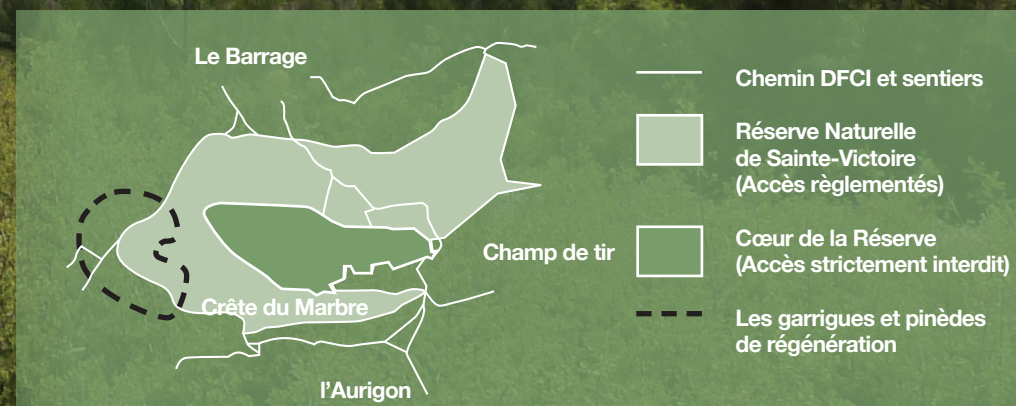 Le Barrage
Champ de tir
Crête du Marbre
l'Aurigon
Chemin DFCI et sentiers
Réserve Naturelle
de Sainte-Victoire
(Accès règlementés)
Cœur de la Réserve
(Accès strictement interdit)
Les garrigues et pinèdes
de régénération